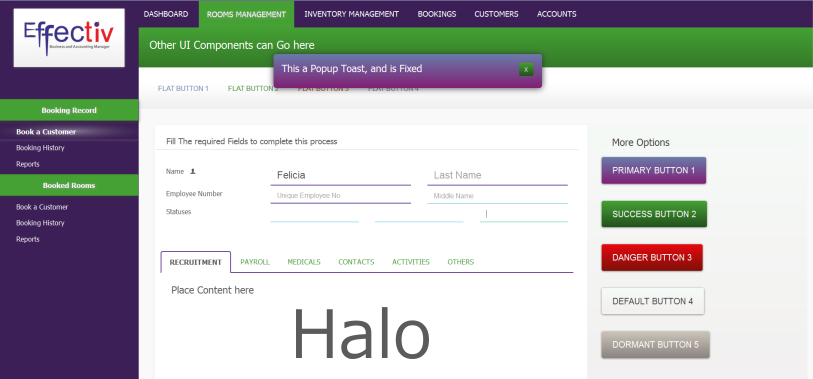 Effectiv
Business and Accounting Manager
DASHBOARD ROOMS MANAGEMENT INVENTORY MANAGEMENT BOOKINGS CUSTOMERS ACCOUNTS
Other UI Components can Go here
This a Popup Toast, and is Fixed x
FLAT BUTTON 1 FLAT BUTTON 2 FLAT BUTTON 3 FLAT BUTTON 4
Booking Record
Book a Customer
Booking History
Reports
Booked Rooms
Book a Customer
Booking History
Reports
Fill The required Fields to complete this process
Name Felicia Last Name
Employee Number Unique Employee No Middle Name
Statuses
RECRUITMENT PAYROLL MEDICALS CONTACTS ACTIVITIES OTHERS
Place Content here
Halo
More Options
PRIMARY BUTTON 1
SUCCESS BUTTON 2
DANGER BUTTON 3
DEFAULT BUTTON 4
DORMANT BUTTON 5